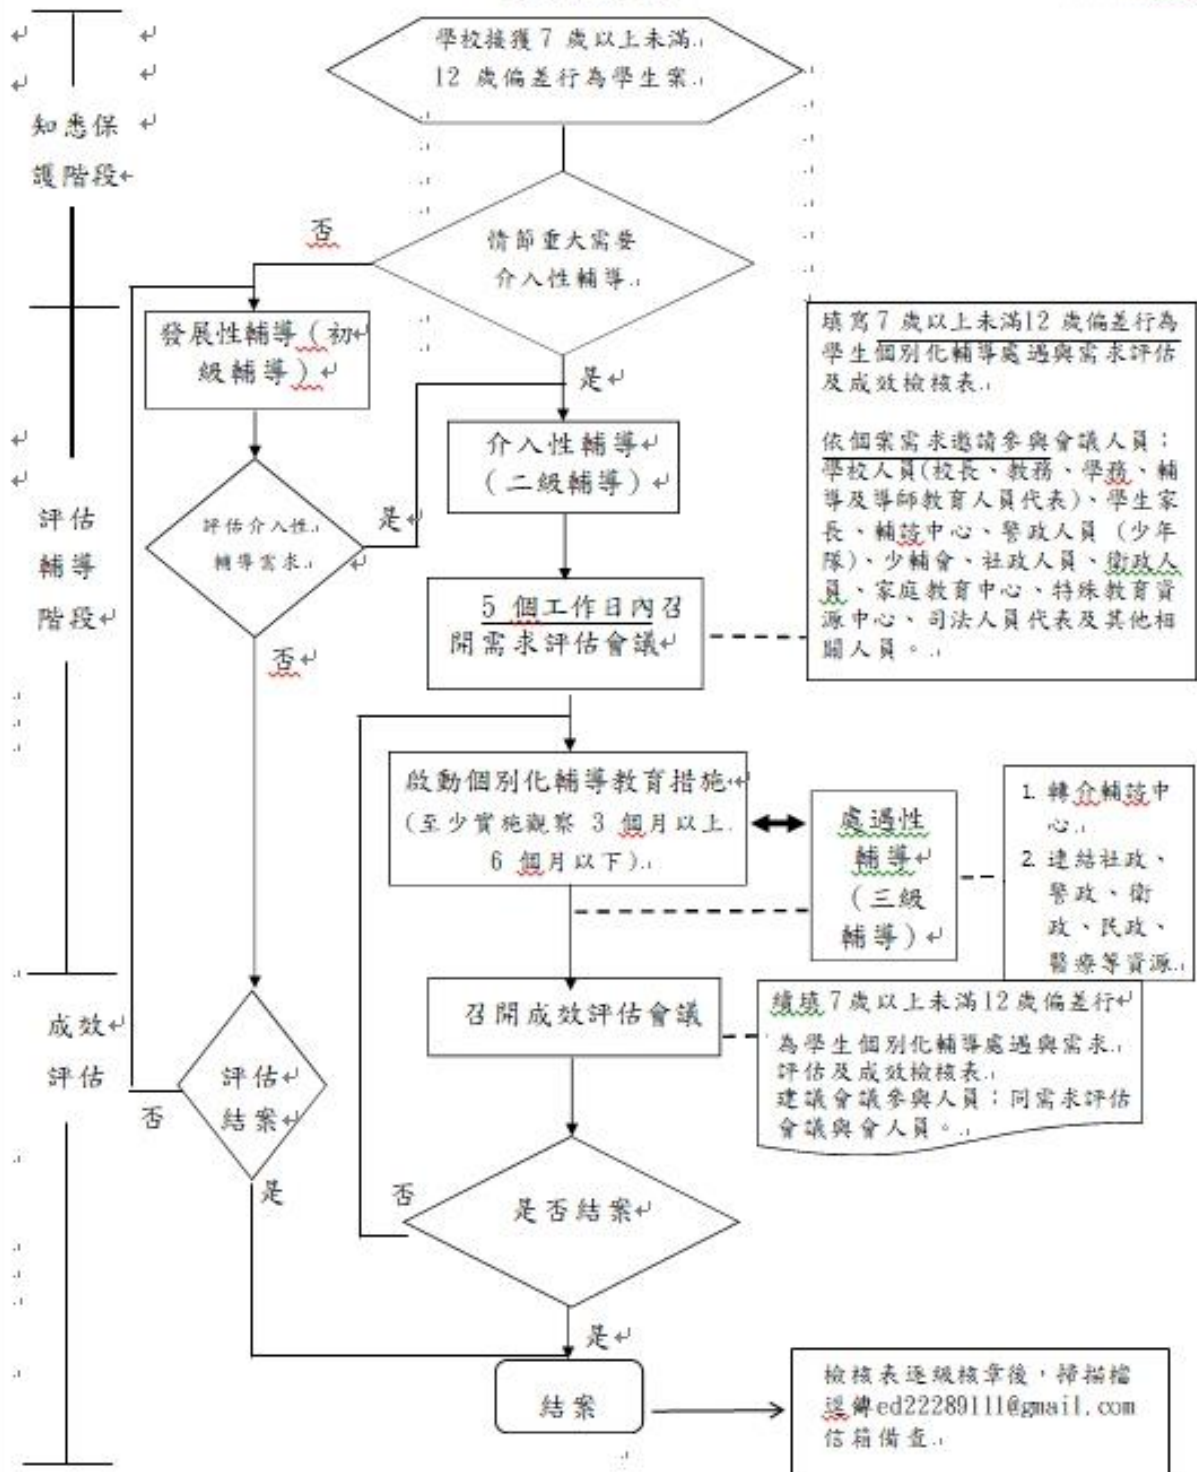 學校接獲 7 歲以上未滿
12 歲偏差行為學生案
知悉保
護階段
情節重大需要
介入性輔導
否
是
發展性輔導（初
級輔導）
填寫 7 歲以上未滿12 歲偏差行為
學生個別化輔導處遇與需求評估
及成效檢核表
依個案需求邀請參與會議人員：
學校人員(校長、教務、學務、輔
導及導師教育人員代表)、學生家
長、輔諮中心、警政人員 (少年
隊)、少輔會、社政人員、衛政人
員、家庭教育中心、特殊教育資
源中心、司法人員代表及其他相
關人員。
介入性輔導
（二級輔導）
評估
輔導
階段
評估介入性
輔導需求
是
否
5 個工作日內召
開需求評估會議
啟動個別化輔導教育措施
(至少實施觀察 3 個月以上
6 個月以下)
處遇性
輔導
（三級
輔導）
1. 轉介輔諮中
心
2. 連結社政、
警政、衛
政、民政、
醫療等資源
成效
評估
評估
結案
否
是
召開成效評估會議
續填 7 歲以上未滿 12 歲偏差行
為學生個別化輔導處遇與需求
評估及成效檢核表
建議會議參與人員：同需求評估
會議與會人員。
是否結案
否
是
結案
檢核表逐級核章後，掃描檔
逕傳ed22289111@gmail.com
信箱備查